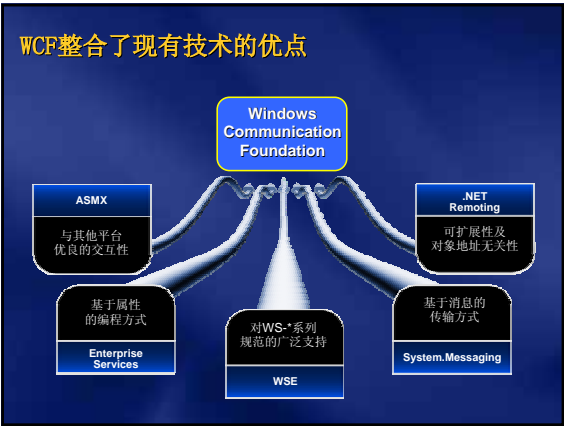 WCF整合了现有技术的优点
Windows
Communication
Foundation
ASMX
与其他平台
优良的交互性
.NET
Remoting
可扩展性及
对象地址无关性
基于属性
的编程方式
Enterprise
Services
对WS-*系列
规范的广泛支持
WSE
基于消息的
传输方式
System.Messaging